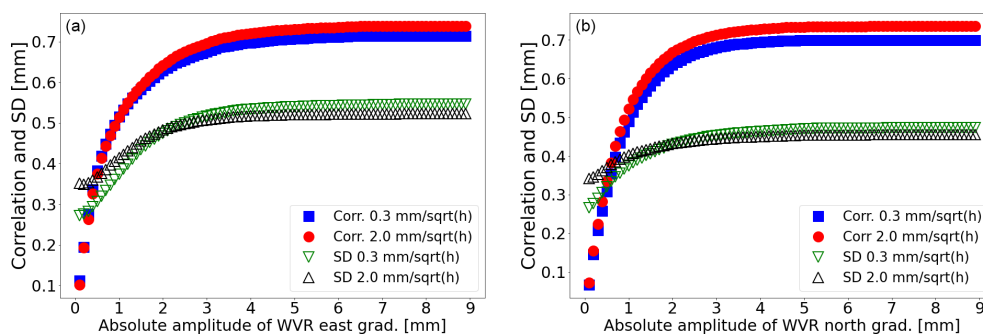 (a)
Correlation and SD [mm]
0.7
0.6
0.5
0.4
0.3
0.2
0.1
Corr. 0.3 mm/sqrt(h)
Corr 2.0 mm/sqrt(h)
SD 0.3 mm/sqrt(h)
SD 2.0 mm/sqrt(h)
0 1 2 3 4 5 6 7 8 9
Absolute amplitude of WVR east grad. [mm]
(b)
Correlation and SD [mm]
0.7
0.6
0.5
0.4
0.3
0.2
0.1
Corr. 0.3 mm/sqrt(h)
Corr 2.0 mm/sqrt(h)
SD 0.3 mm/sqrt(h)
SD 2.0 mm/sqrt(h)
0 1 2 3 4 5 6 7 8 9
Absolute amplitude of WVR north grad. [mm]